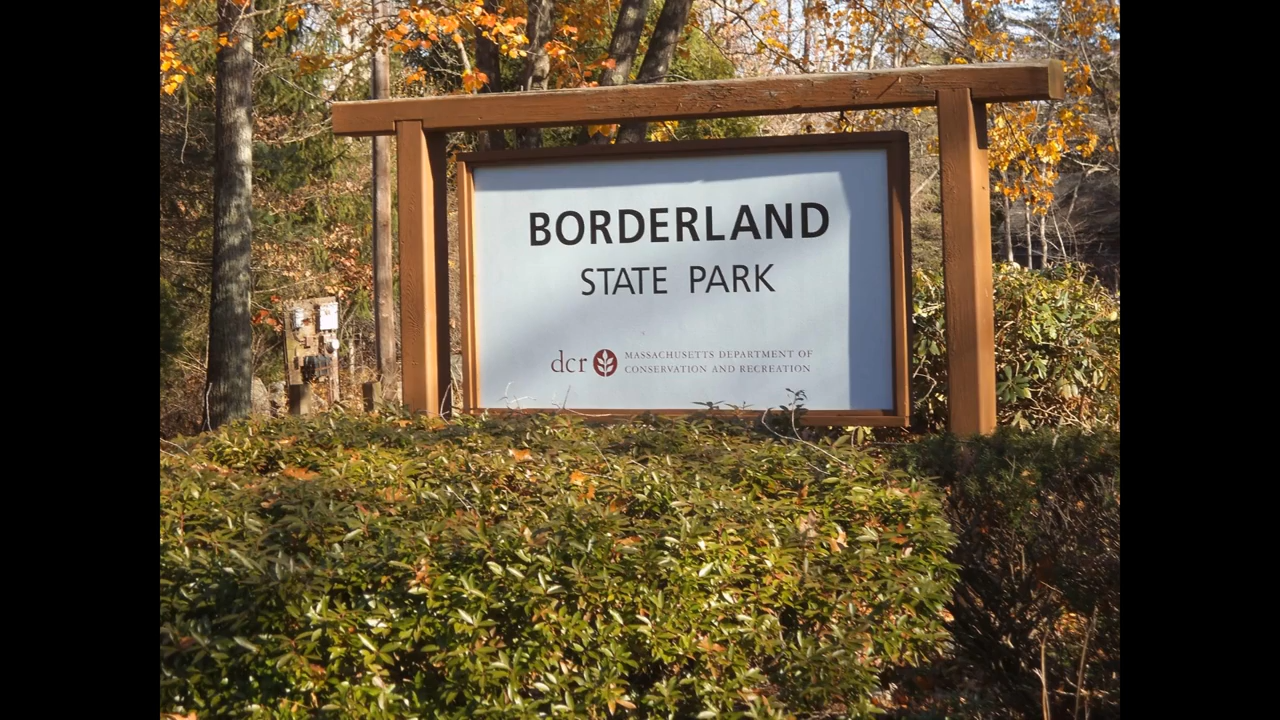 BORDERLAND
STATE PARK
dcr MASSACHUSETTS DEPARTMENT OF
CONSERVATION AND RECREATION